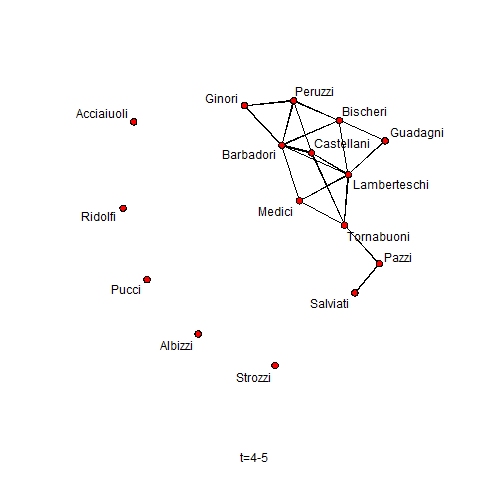 Peruzzi
Ginori
Bischeri
Acciaiuoli
Guadagni
Castellani
Barbadori
Lamberteschi
Medici
Ridolfi
Tornabuoni
Pazzi
Pucci
Salviati
Albizzi
Strozzi
t=4-5